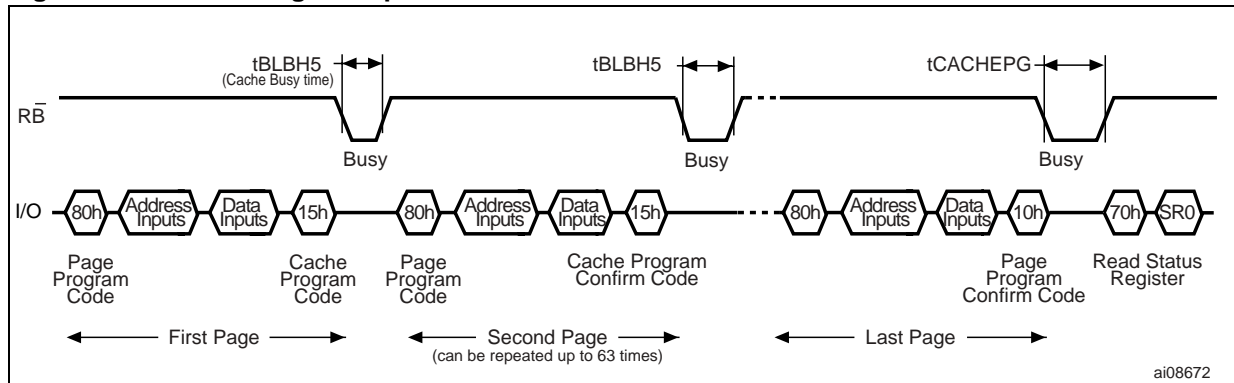 tBLBH5
(Cache Busy time)
tBLBH5
tCACHEPG
RB
Busy
Busy
Busy
I/O
80h
Address
Inputs
Data
Inputs
15h
80h
Address
Inputs
Data
Inputs
15h
80h
Address
Inputs
Data
Inputs
10h
70h
SR0
Page
Program
Code
Cache
Program
Code
Page
Program
Code
Cache Program
Confirm Code
Page
Program
Confirm Code
Read Status
Register
First Page
Second Page
(can be repeated up to 63 times)
Last Page
ai08672